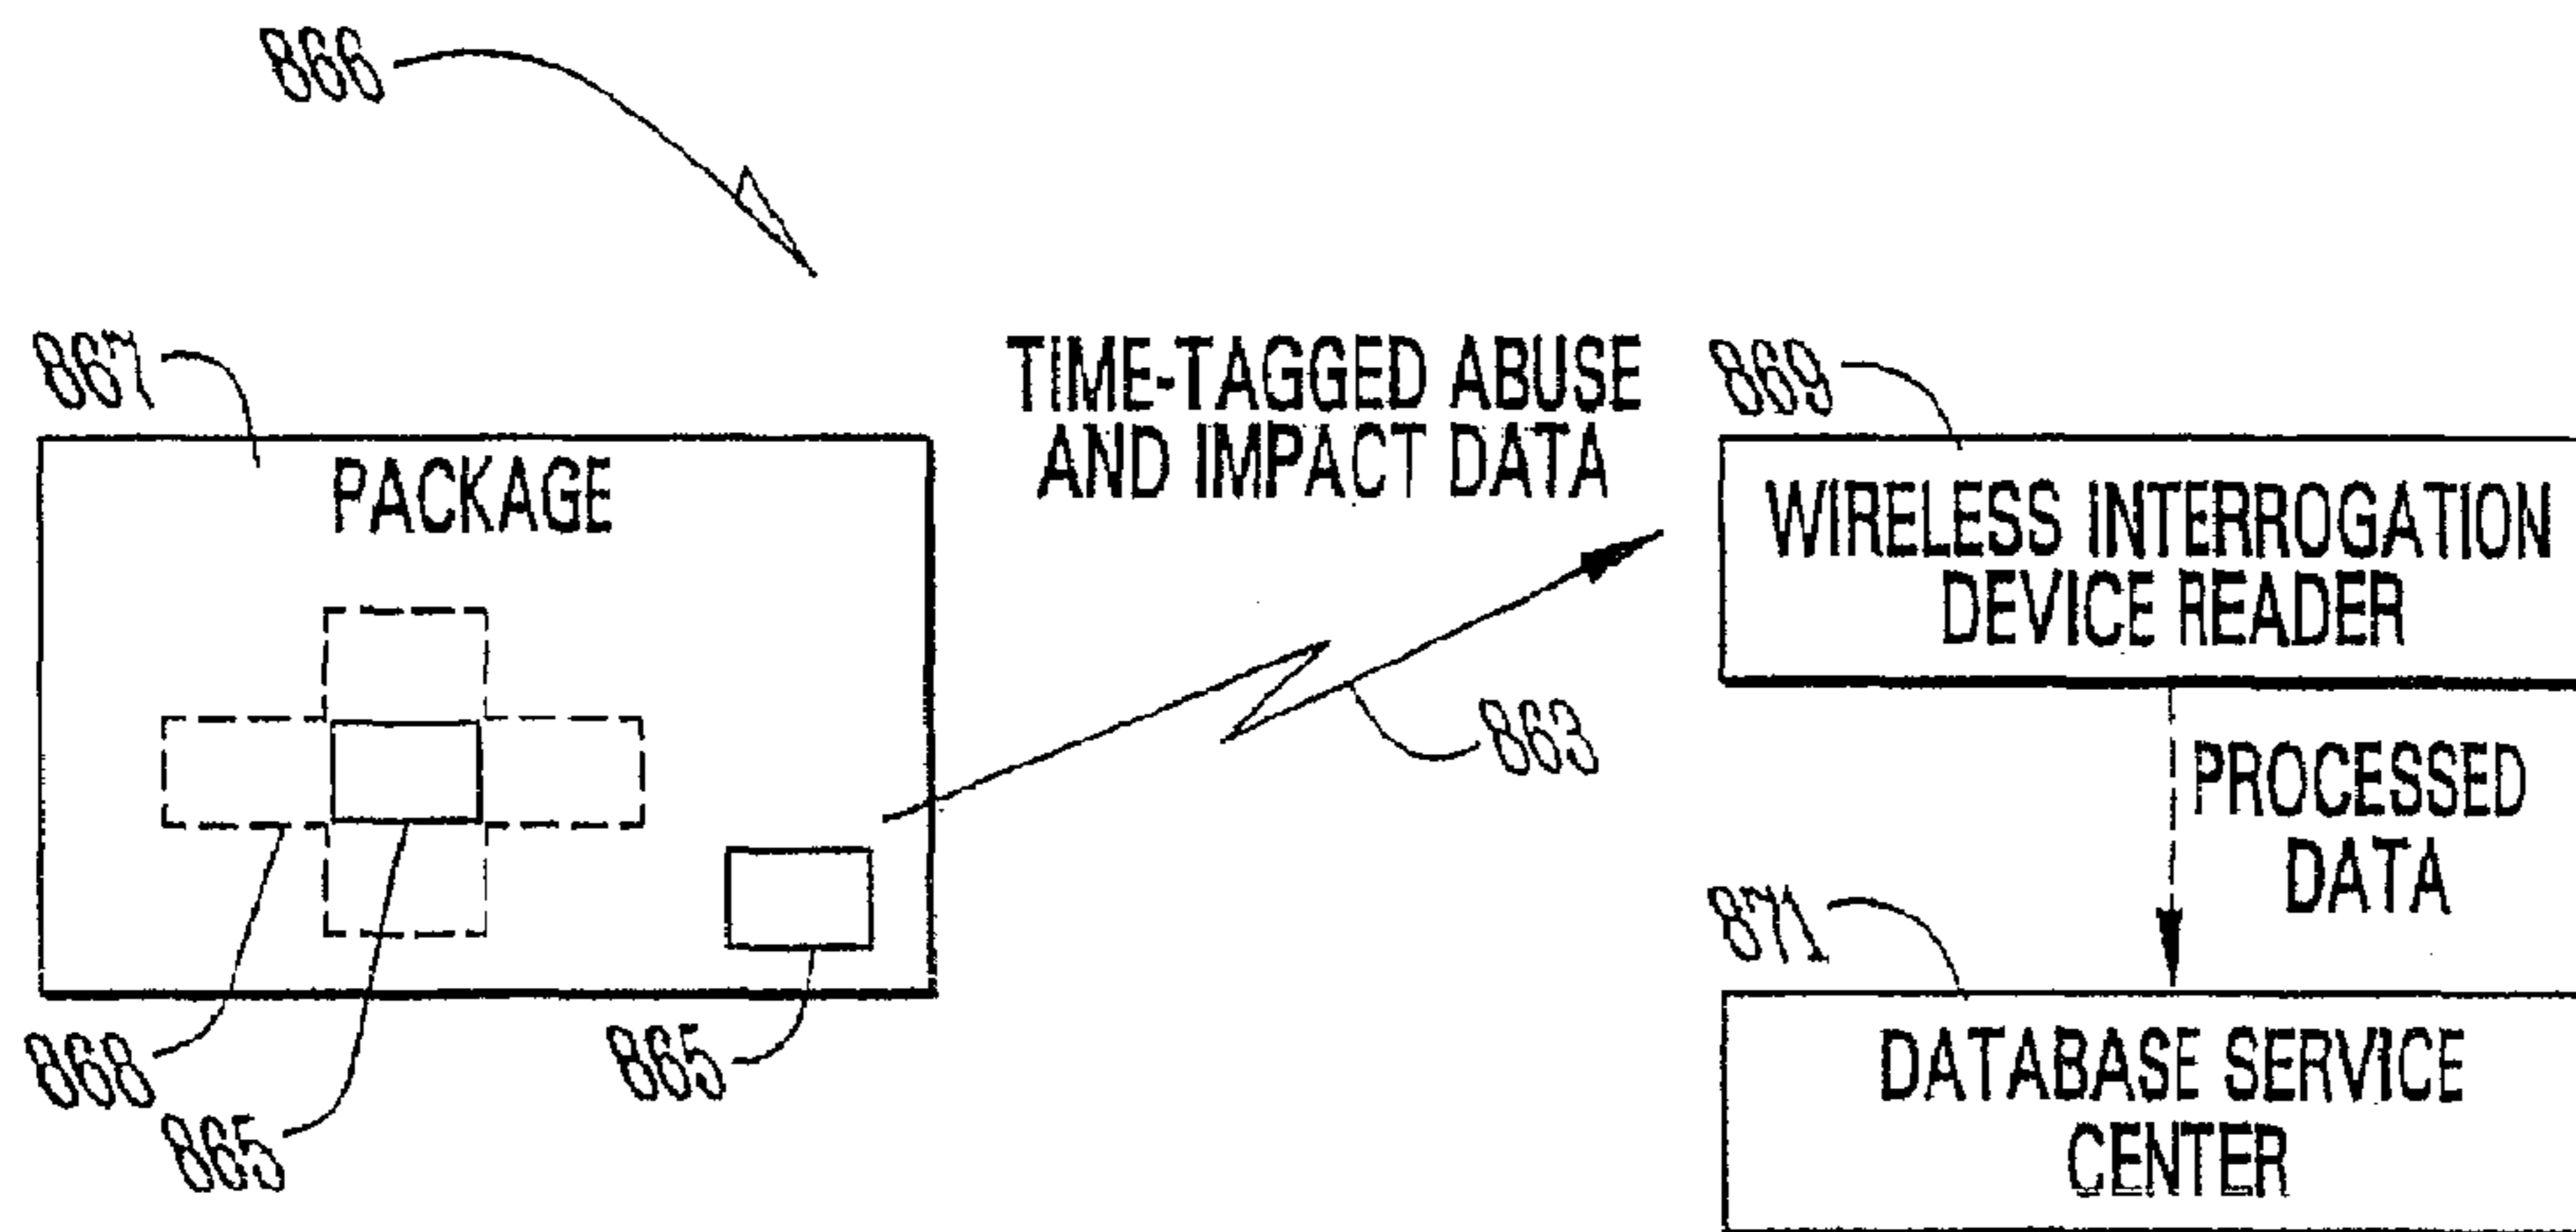 866
867
PACKAGE
TIME-TAGGED ABUSE
AND IMPACT DATA
869
WIRELESS INTERROGATION
DEVICE READER
863
PROCESSED
DATA
868
865
865
871
DATABASE SERVICE
CENTER